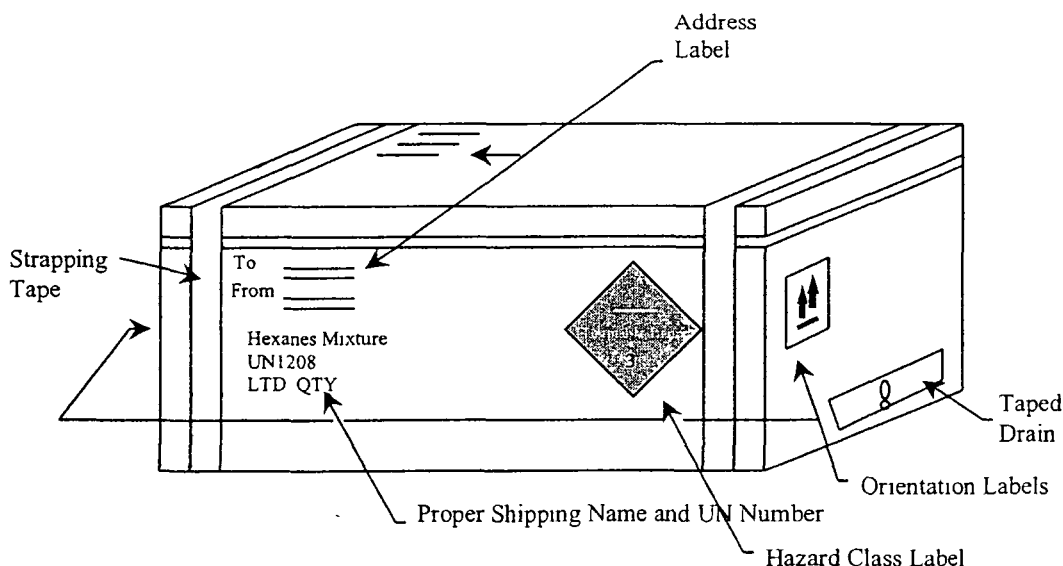 Address
Label
Strapping
Tape
To
From
Hexanes Mixture
UN1208
LTD QTY
3
Taped
Drain
Orientation Labels
Proper Shipping Name and UN Number
Hazard Class Label